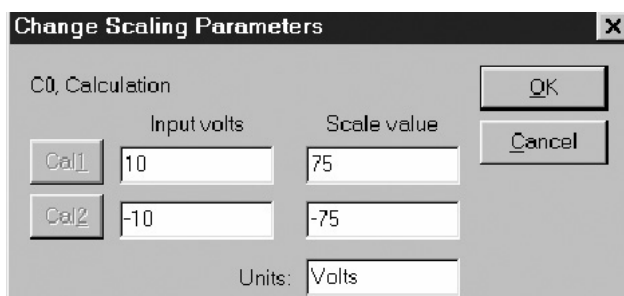 Change Scaling Parameters
C0, Calculation
OK
Input volts Scale value
Cancel
Cal1 10 75
Cal2 -10 -75
Units: Volts